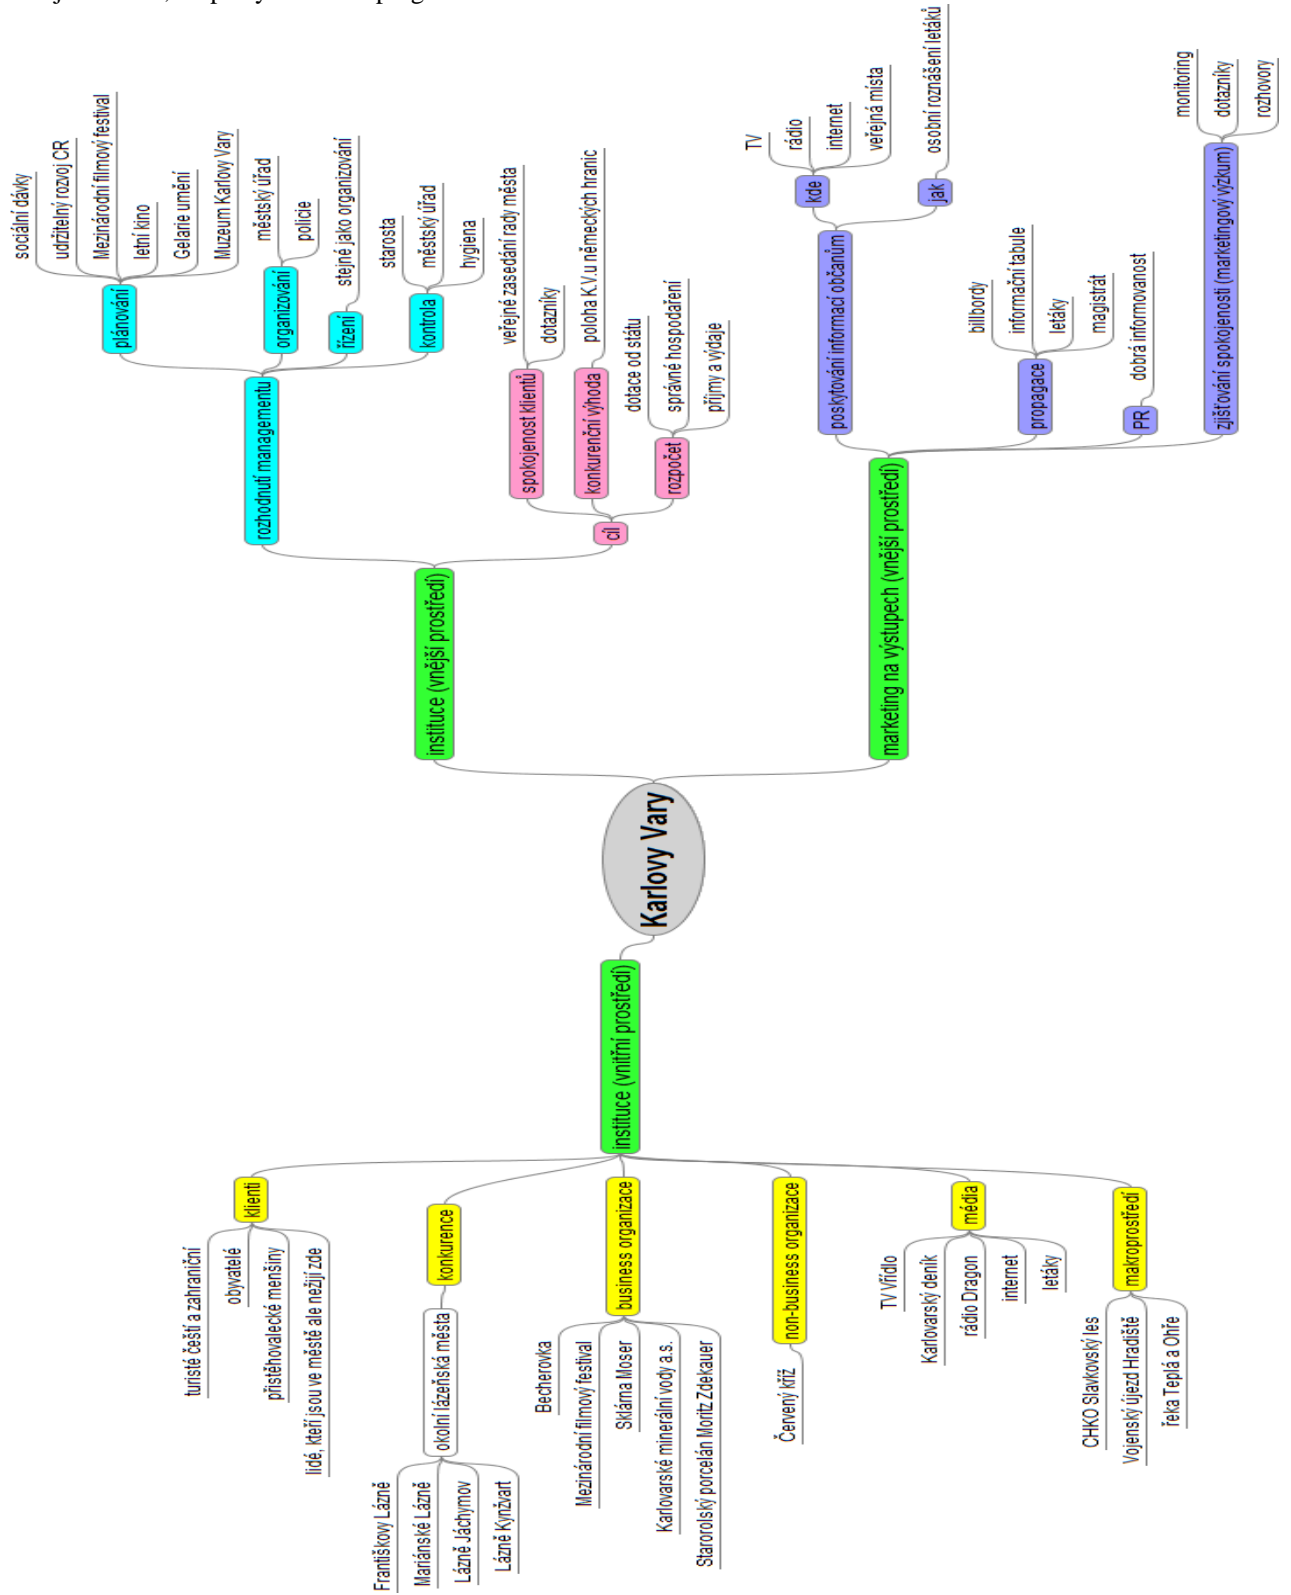 Karlovy Vary
instituce (vnější prostředí)
rozhodnutí managementu
plánování
sociální dávky
udržitelný rozvoj CR
Mezinárodní filmový festival
letní kino
Gelarie umění
Muzeum Karlovy Vary
organizování
městský úřad
policie
řízení
stejné jako organizování
kontrola
starosta
městský úřad
hygiena
cíl
spokojenost klientů
veřejné zasedání rady města
dotazníky
konkurenční výhoda
poloha K.V.u německých hranic
rozpočet
dotace od státu
správné hospodaření
příjmy a výdaje
marketing na výstupech (vnější prostředí)
poskytování informací občanům
kde
TV
rádio
internet
veřejná místa
jak
osobní roznášení letáků
propagace
billbordy
informační tabule
letáky
magistrát
PR
dobrá informovanost
zjišťování spokojenosti (marketingový výzkum)
monitoring
dotazníky
rozhovory
instituce (vnitřní prostředí)
klienti
turisté čeští a zahraniční
obyvatelé
přistěhovalecké menšiny
lidé, kteří jsou ve městě ale nežijí zde
konkurence
okolní lázeňská města
Františkovy Lázně
Mariánské Lázně
Lázně Jáchymov
Lázně Kynžvart
business organizace
Becherovka
Mezinárodní filmový festival
Sklárna Moser
Karlovarské minerální vody a.s.
Starorolský porcelán Moritz Zdekauer
non-business organizace
Červený kříž
média
TV Vřídlo
Karlovarský deník
rádio Dragon
internet
letáky
makroprostředí
CHKO Slavkovský les
Vojenský újezd Hradiště
řeka Teplá a Ohře